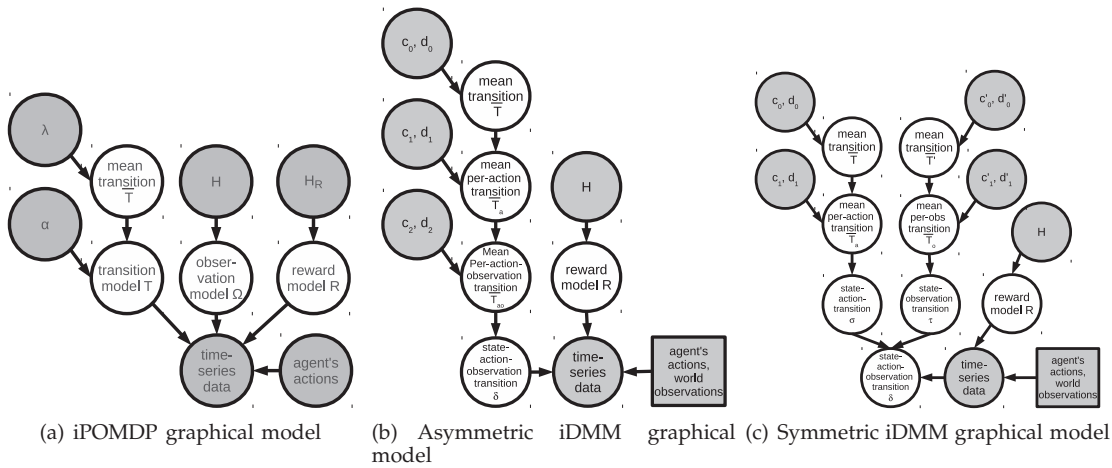 λ
α
mean
transition
T
transition
model T
H
obser-
vation
model Ω
H_R
reward
model R
time-
series
data
agent's
actions
(a) iPOMDP graphical model
c_0, d_0
mean
transition
T
c_1, d_1
mean
per-action
transition
T_a
c_2, d_2
Mean
Per-action-
observation
transition
T_ao
state-
action-
observation
transition
δ
H
reward
model R
time-
series
data
agent's
actions,
world
observations
(b) Asymmetric iDMM graphical
model
c_0, d_0
mean
transition
T
c_1, d_1
mean
per-action
transition
T_a
state-
action-
transition
σ
c'_0, d'_0
mean
transition
T'
c'_1, d'_1
mean
per-obs
transition
T_o
state-
observation
transition
τ
state-
action-observation
transition
δ
H
reward
model R
time-
series
data
agent's
actions, world
observations
(c) Symmetric iDMM graphical model